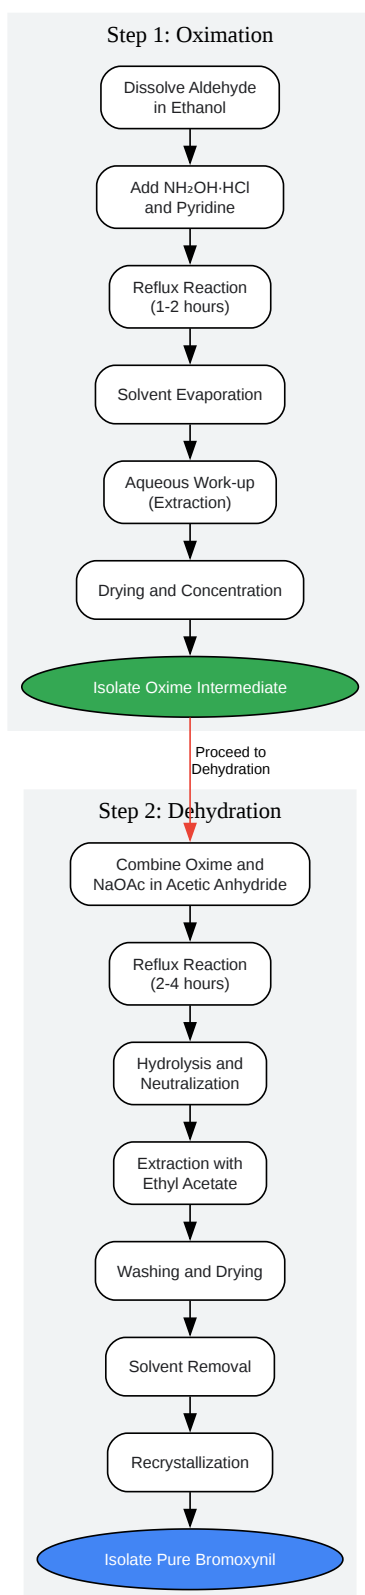 Step 1: Oximation
Dissolve Aldehyde
in Ethanol
Add NH₂OH·HCl
and Pyridine
Reflux Reaction
(1-2 hours)
Solvent Evaporation
Aqueous Work-up
(Extraction)
Drying and Concentration
Isolate Oxime Intermediate
Proceed to
Dehydration
Step 2: Dehydration
Combine Oxime and
NaOAc in Acetic Anhydride
Reflux Reaction
(2-4 hours)
Hydrolysis and
Neutralization
Extraction with
Ethyl Acetate
Washing and Drying
Solvent Removal
Recrystallization
Isolate Pure Bromoxynil